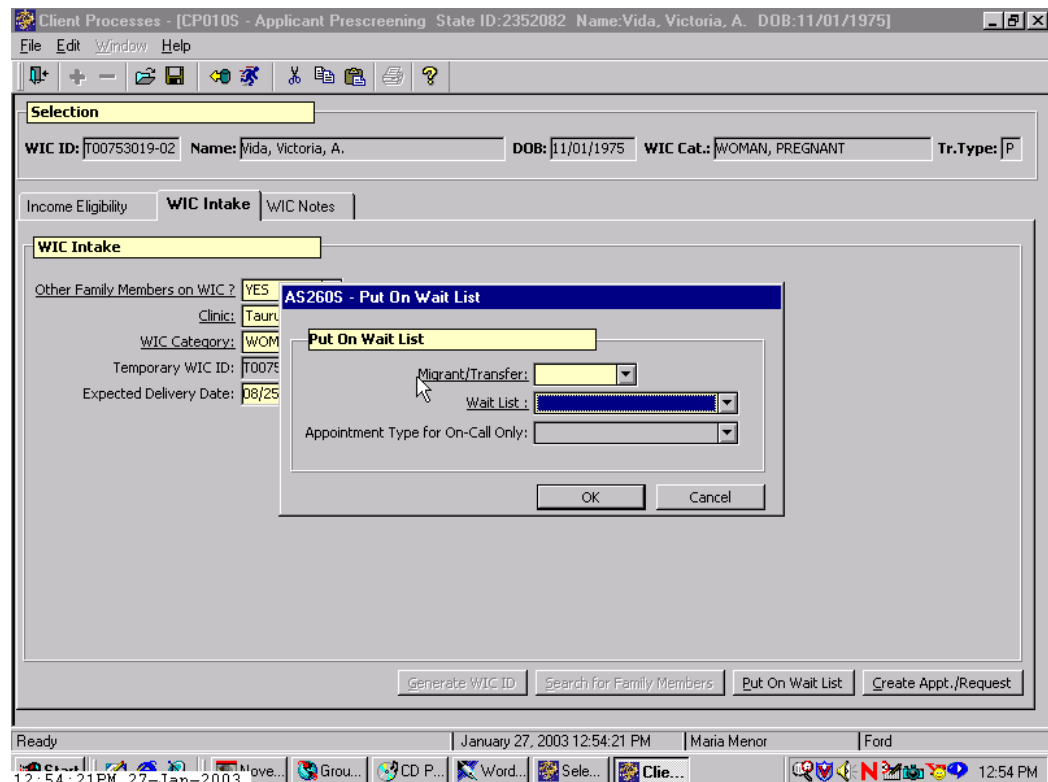 Client Processes - [CP010S - Applicant Prescreening State ID:2352082 Name:Vida, Victoria, A. DOB:11/01/1975]
File Edit Window Help
Selection
WIC ID: T00753019-02 Name: Vida, Victoria, A. DOB: 11/01/1975 WIC Cat.: WOMAN, PREGNANT Tr.Type: P
Income Eligibility WIC Intake WIC Notes
WIC Intake
Other Family Members on WIC ? YES
Clinic: Tauru
WIC Category: WOM
Temporary WIC ID: T0075
Expected Delivery Date: 08/25
AS260S - Put On Wait List
Put On Wait List
Migrant/Transfer:
Wait List :
Appointment Type for On-Call Only:
OK Cancel
Generate WIC ID Search for Family Members Put On Wait List Create Appt./Request
Ready January 27, 2003 12:54:21 PM Maria Menor Ford
Start Nove... Grou... CD P... Word... Sele... Clie... 12:54 PM
12:54:21PM 27-Jan-2003